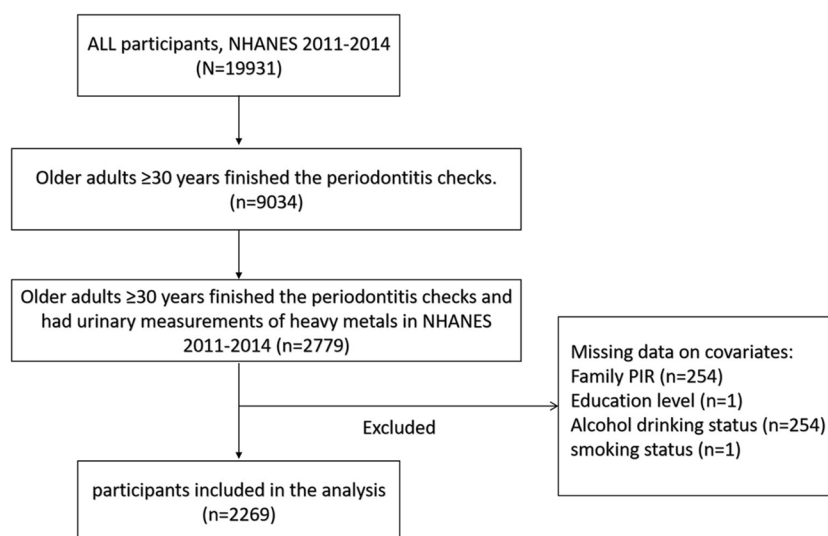 ALL participants, NHANES 2011-2014
(N=19931)
Older adults ≥30 years finished the periodontitis checks.
(n=9034)
Older adults ≥30 years finished the periodontitis checks and
had urinary measurements of heavy metals in NHANES
2011-2014 (n=2779)
Missing data on covariates:
Family PIR (n=254)
Education level (n=1)
Alcohol drinking status (n=254)
smoking status (n=1)
Excluded
participants included in the analysis
(n=2269)